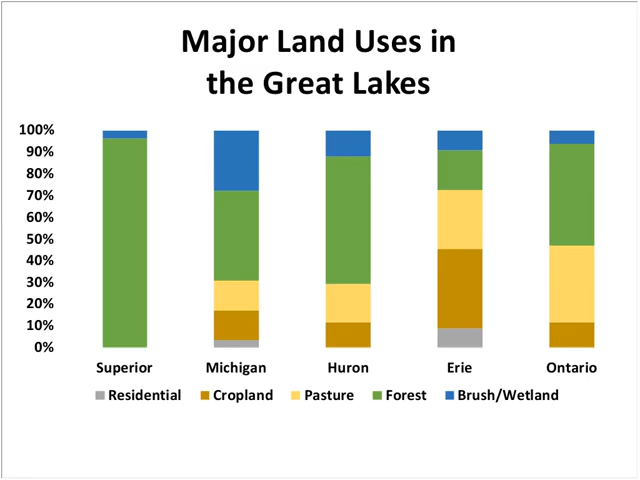 Major Land Uses in
the Great Lakes
100%
90%
80%
70%
60%
50%
40%
30%
20%
10%
0%
Superior Michigan Huron Erie Ontario
Residential Cropland Pasture Forest Brush/Wetland